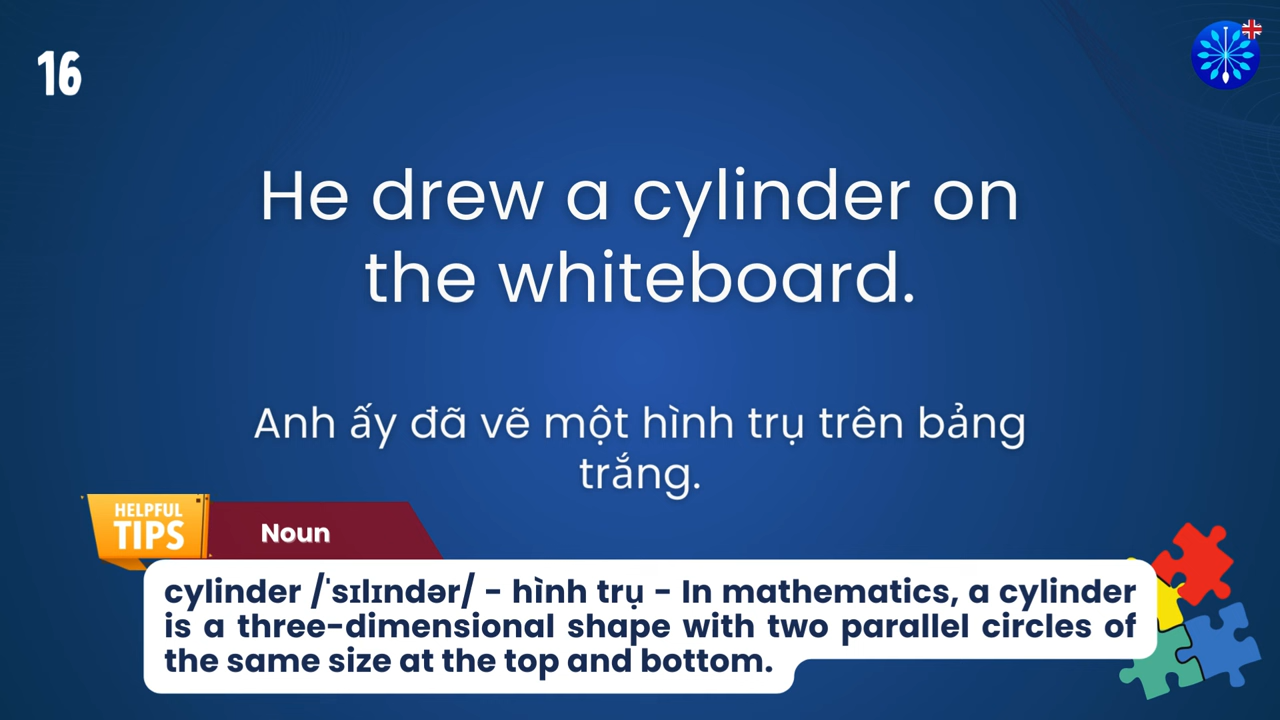 16
He drew a cylinder on
the whiteboard.
Anh ấy đã vẽ một hình trụ trên bảng
trắng.
HELPFUL
TIPS
Noun
cylinder /ˈsɪlɪndər/ - hình trụ - In mathematics, a cylinder
is a three-dimensional shape with two parallel circles of
the same size at the top and bottom.